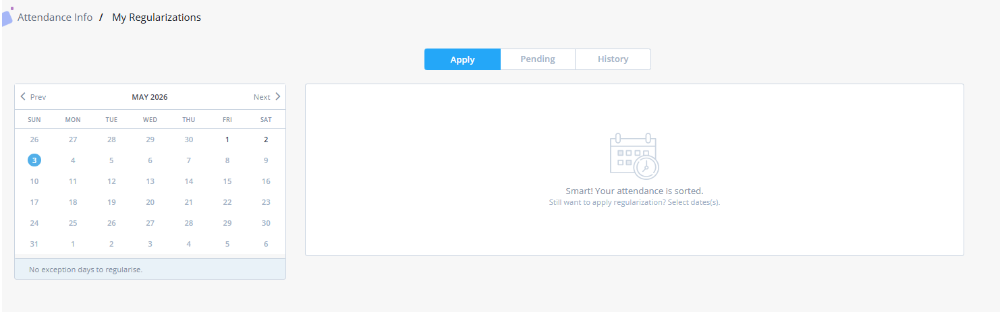 Attendance Info / My Regularizations
Apply Pending History
Prev MAY 2026 Next
SUN MON TUE WED THU FRI SAT
26 27 28 29 30 1 2
3 4 5 6 7 8 9
10 11 12 13 14 15 16
17 18 19 20 21 22 23
24 25 26 27 28 29 30
31 1 2 3 4 5 6
No exception days to regularise.
Smart! Your attendance is sorted.
Still want to apply regularization? Select dates(s).